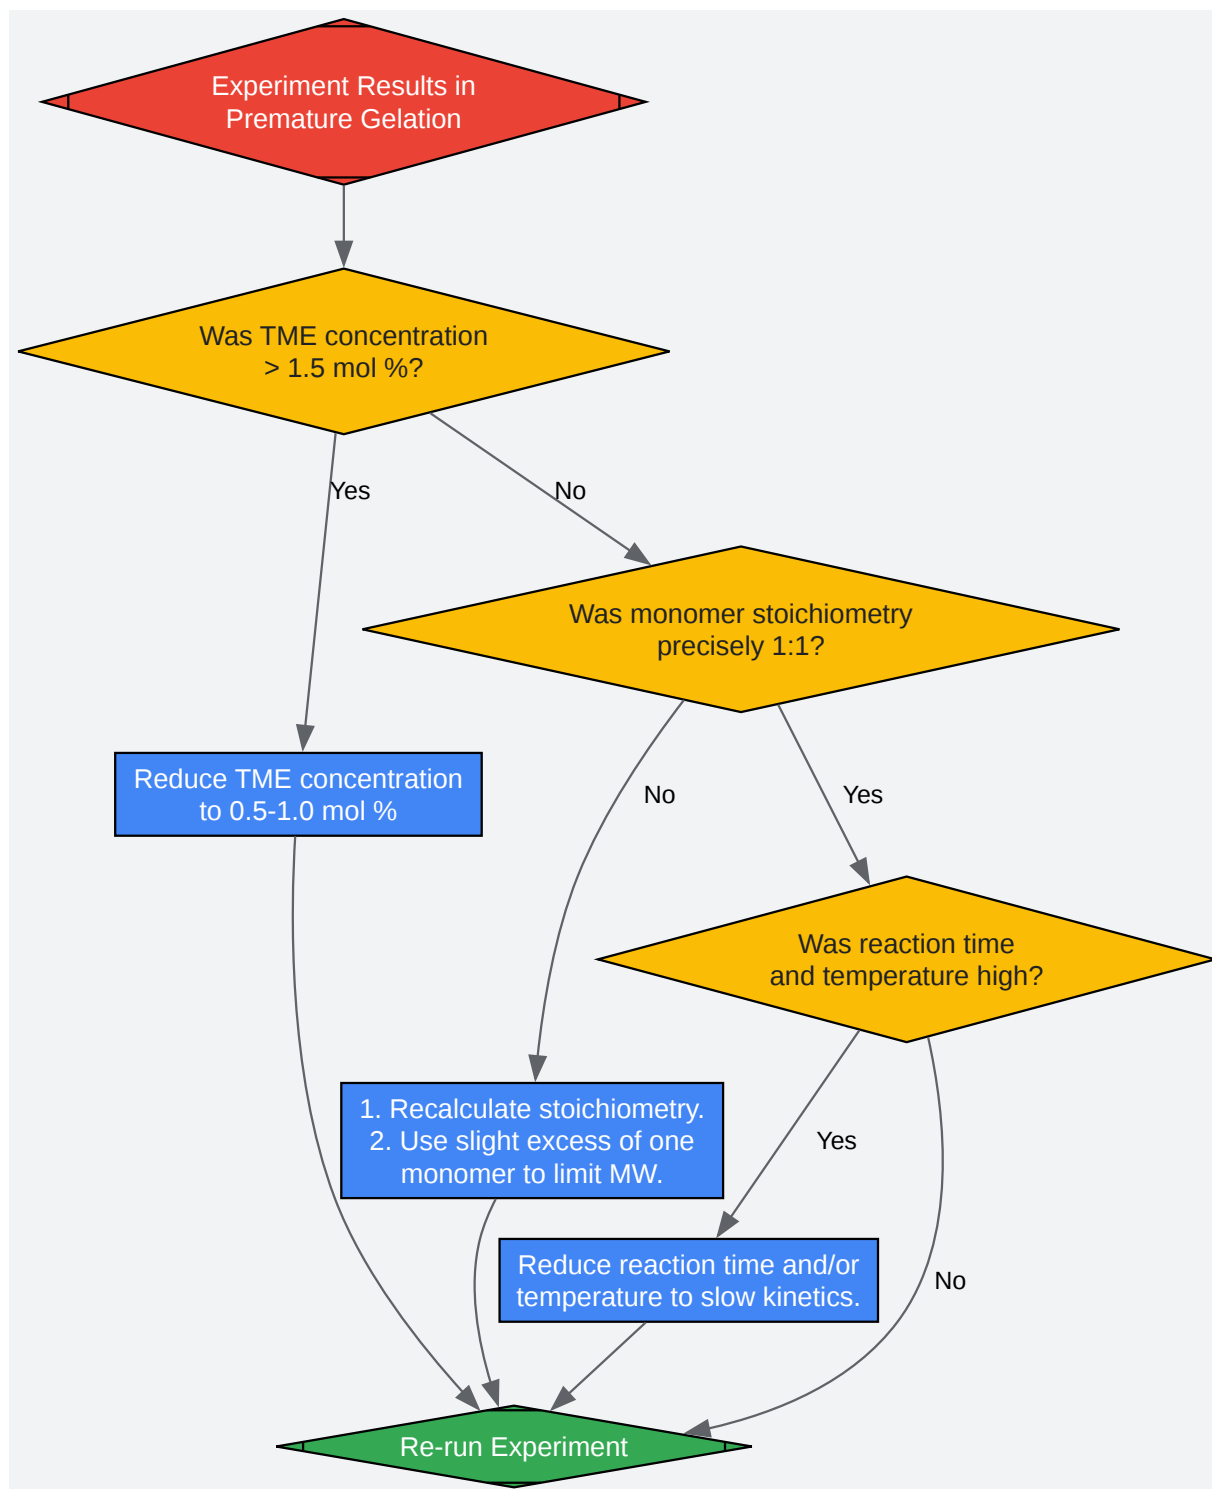 Experiment Results in
Premature Gelation
Was TME concentration
> 1.5 mol %?
Yes
No
Was monomer stoichiometry
precisely 1:1?
Reduce TME concentration
to 0.5-1.0 mol %
No
Yes
Was reaction time
and temperature high?
1. Recalculate stoichiometry.
2. Use slight excess of one
monomer to limit MW.
Yes
Reduce reaction time and/or
temperature to slow kinetics.
No
Re-run Experiment